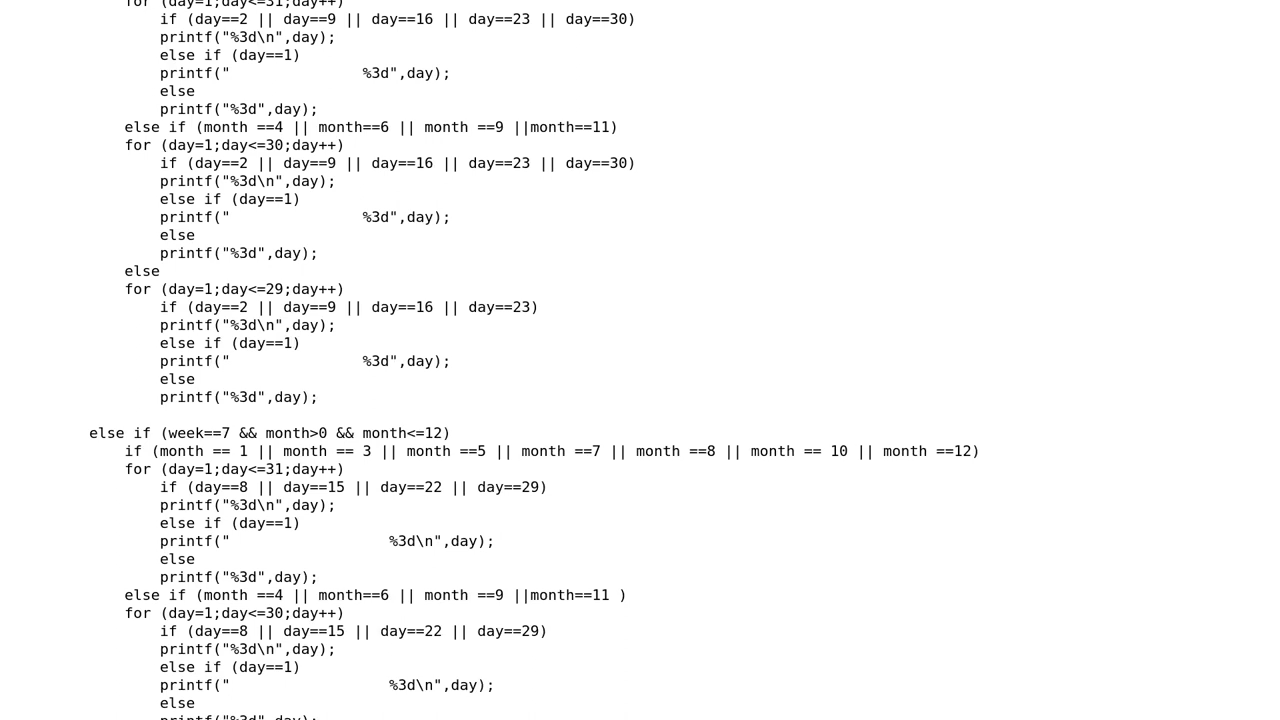 for (day=1;day<=31;day++)
if (day==2 || day==9 || day==16 || day==23 || day==30)
printf("%3d\n",day);
else if (day==1)
printf("               %3d",day);
else
printf("%3d",day);
else if (month ==4 || month==6 || month ==9 ||month==11)
for (day=1;day<=30;day++)
if (day==2 || day==9 || day==16 || day==23 || day==30)
printf("%3d\n",day);
else if (day==1)
printf("               %3d",day);
else
printf("%3d",day);
else
for (day=1;day<=29;day++)
if (day==2 || day==9 || day==16 || day==23)
printf("%3d\n",day);
else if (day==1)
printf("               %3d",day);
else
printf("%3d",day);
else if (week==7 && month>0 && month<=12)
if (month == 1 || month == 3 || month ==5 || month ==7 || month ==8 || month == 10 || month ==12)
for (day=1;day<=31;day++)
if (day==8 || day==15 || day==22 || day==29)
printf("%3d\n",day);
else if (day==1)
printf("                  %3d\n",day);
else
printf("%3d",day);
else if (month ==4 || month==6 || month ==9 ||month==11 )
for (day=1;day<=30;day++)
if (day==8 || day==15 || day==22 || day==29)
printf("%3d\n",day);
else if (day==1)
printf("                  %3d\n",day);
else
printf("%3d",day);